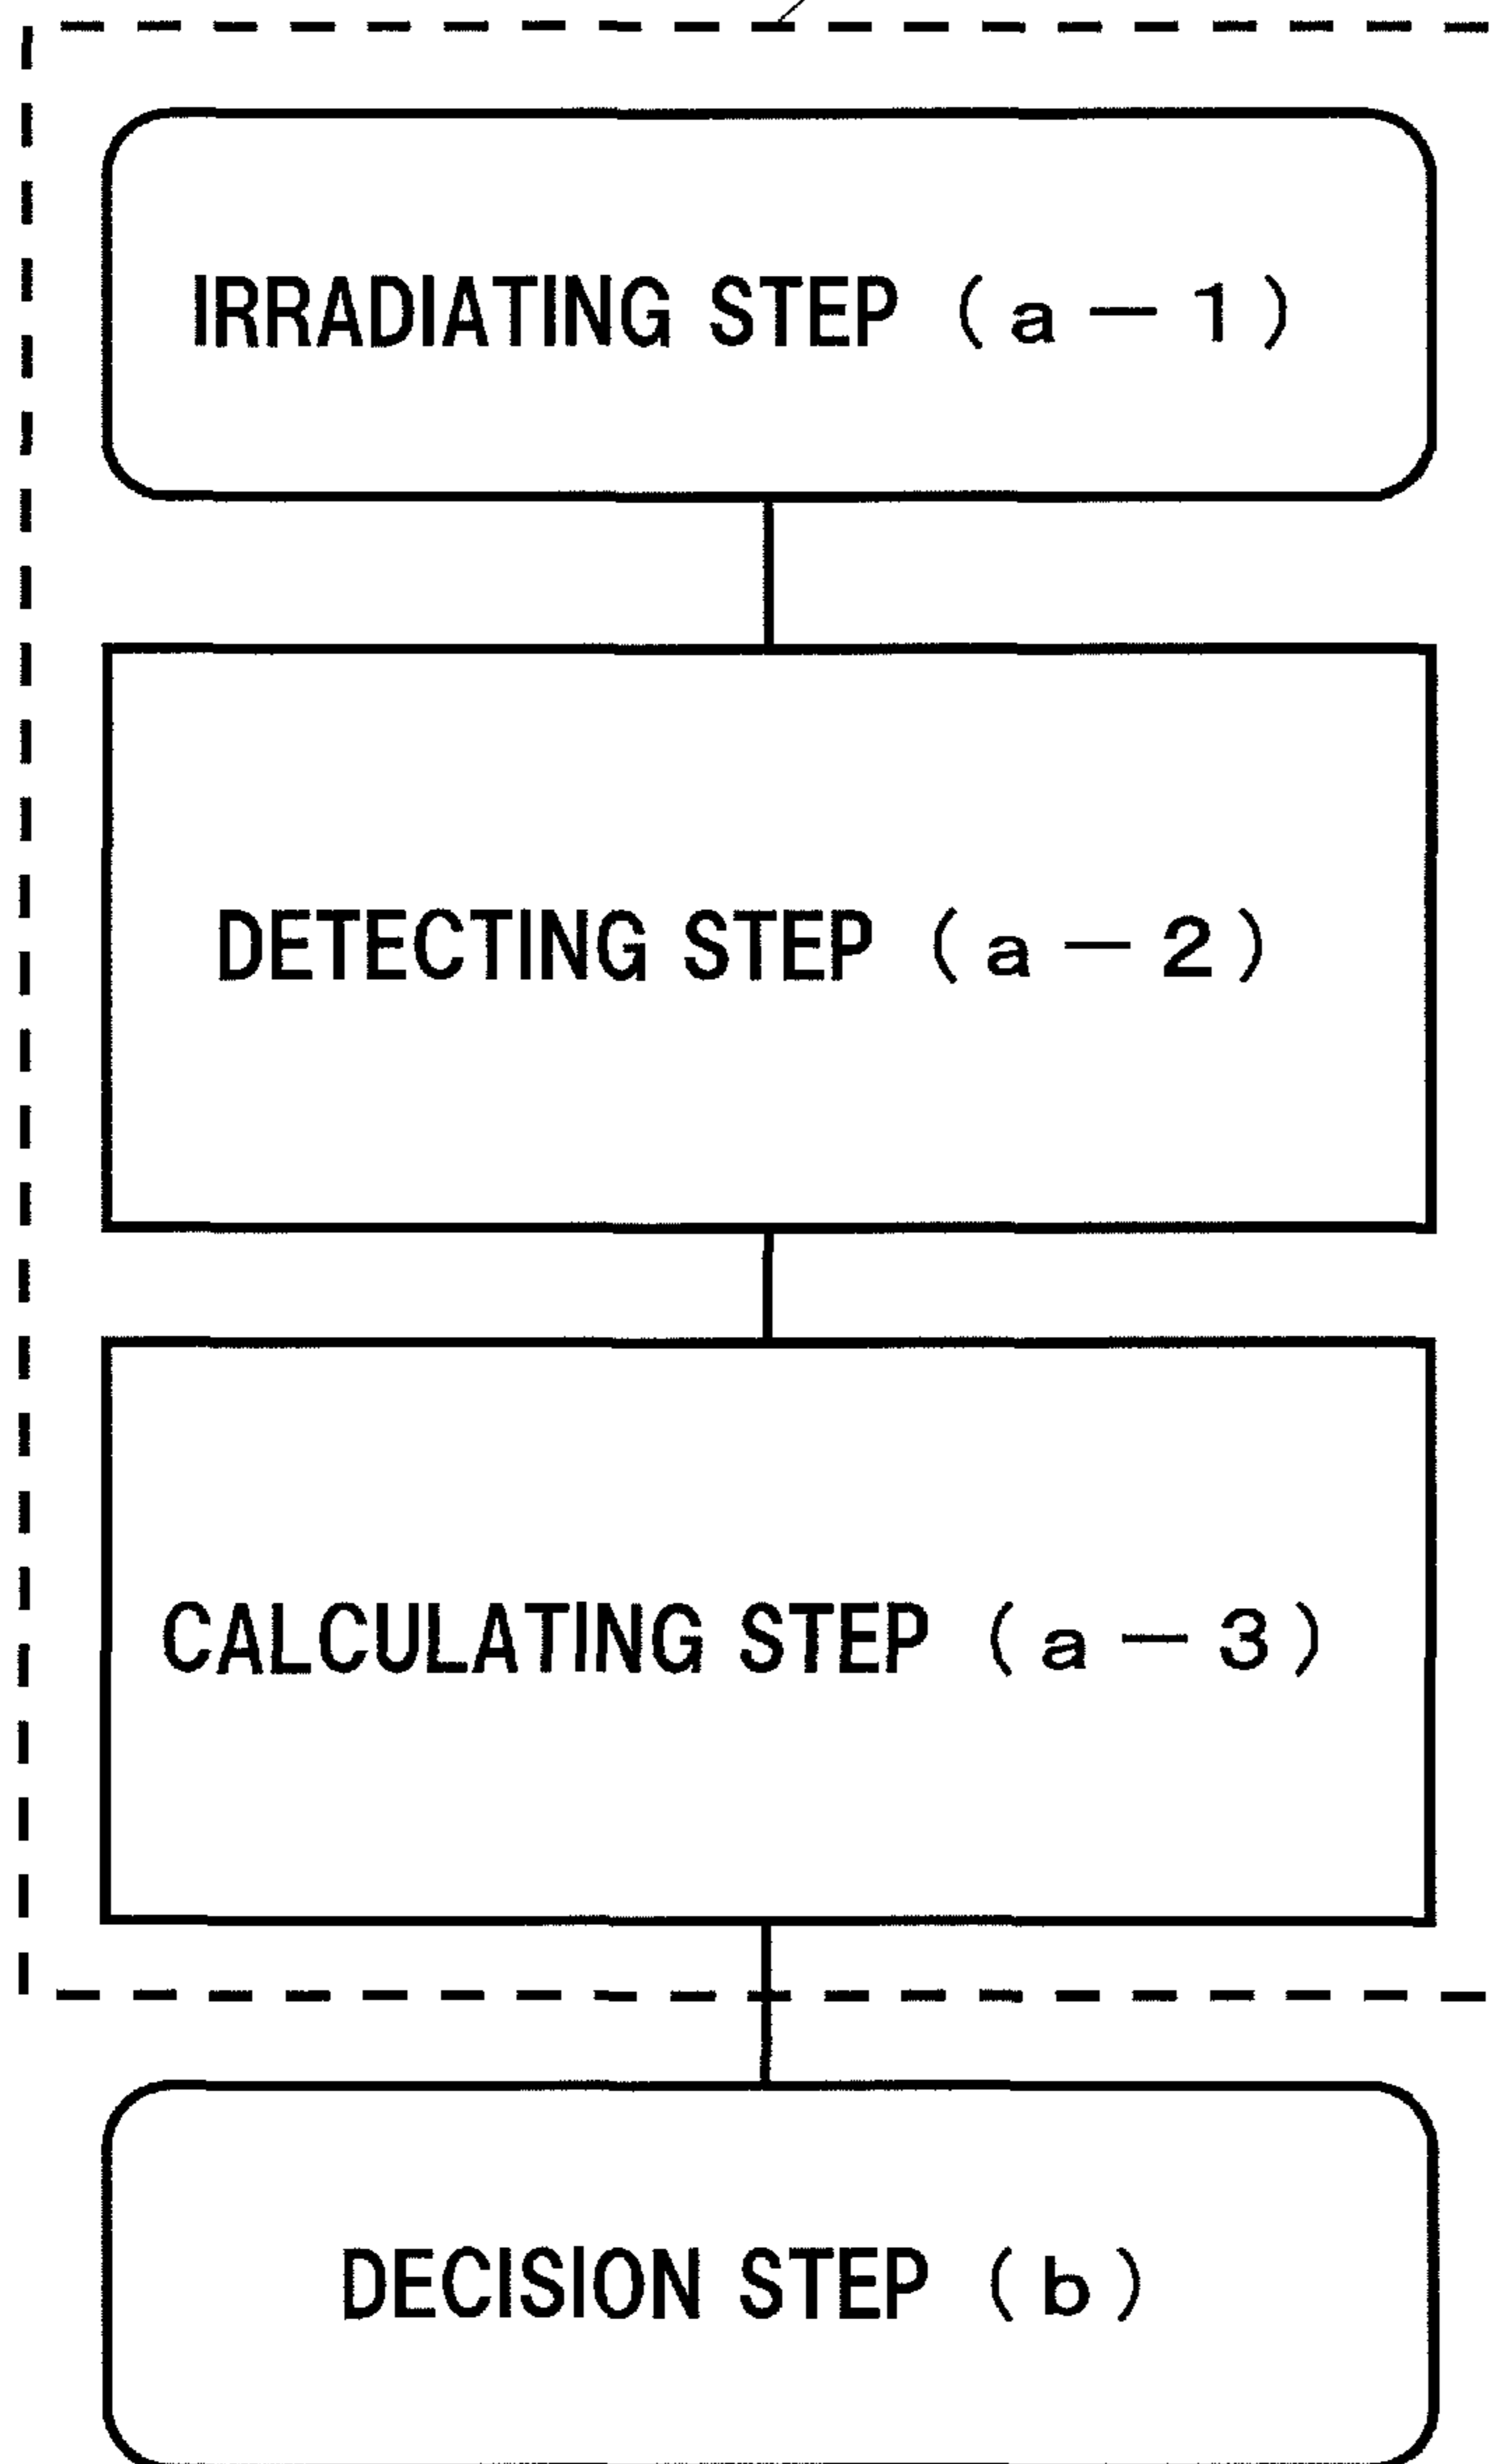 IRRADIATING STEP (a-1)
DETECTING STEP (a-2)
CALCULATING STEP (a-3)
DECISION STEP (b)